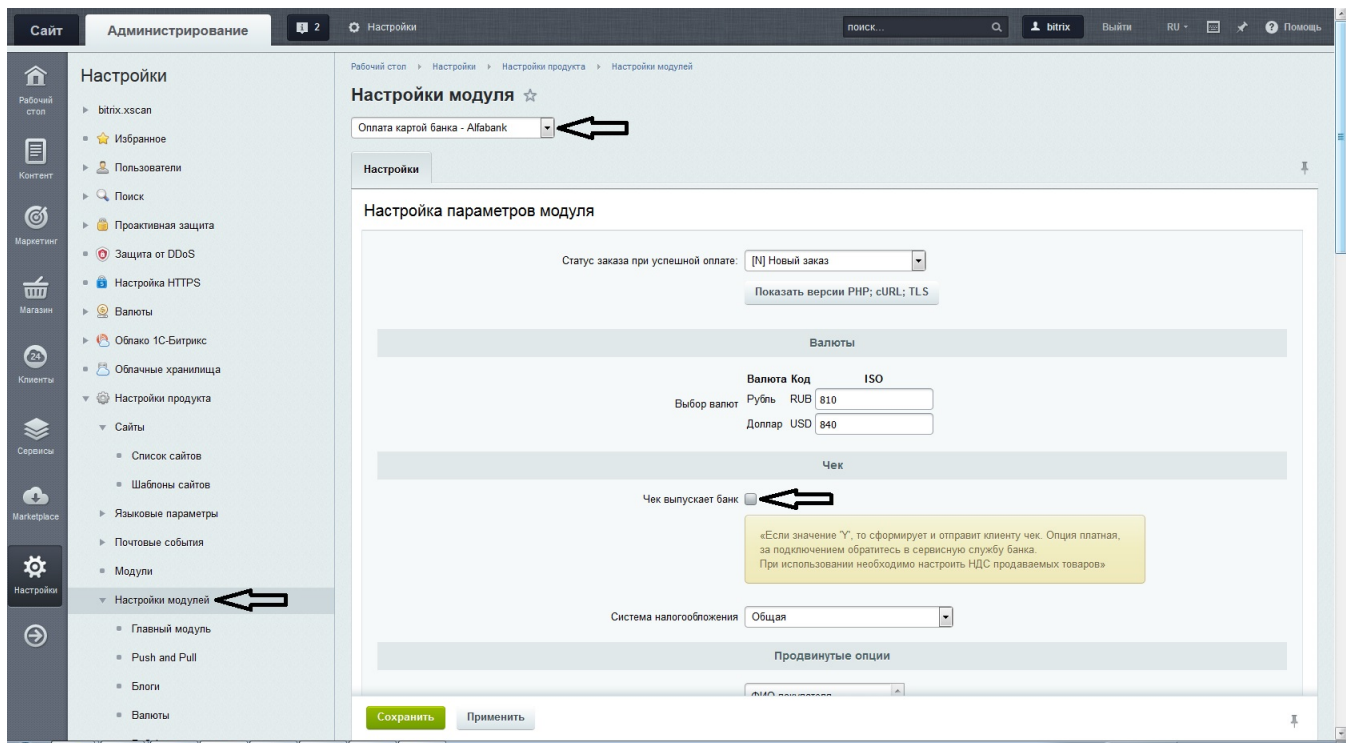 Сайт
Администрирование
2
Настройки
поиск...
bitrix
Выйти
RU
Помощь
Рабочий стол
Контент
Маркетинг
Магазин
24
Клиенты
Сервисы
Marketplace
Настройки
Настройки
bitrix.xscan
Избранное
Пользователи
Поиск
Проактивная защита
Защита от DDoS
Настройка HTTPS
Валюты
Облако 1С-Битрикс
Облачные хранилища
Настройки продукта
Сайты
Список сайтов
Шаблоны сайтов
Языковые параметры
Почтовые события
Модули
Настройки модулей
Главный модуль
Push and Pull
Блоги
Валюты
Рабочий стол Настройки Настройки продукта Настройки модулей
Настройки модуля
Оплата картой банка - Alfabank
Настройки
Настройка параметров модуля
Статус заказа при успешной оплате: [N] Новый заказ
Показать версии PHP; cURL; TLS
Валюты
Валюта Код ISO
Выбор валют
Рубль RUB 810
Доллар USD 840
Чек
Чек выпускает банк
«Если значение 'Y', то сформирует и отправит клиенту чек. Опция платная,
за подключением обратитесь в сервисную службу банка.
При использовании необходимо настроить НДС продаваемых товаров»
Система налогообложения Общая
Продвинутые опции
ФИО покупателя
Сохранить
Применить